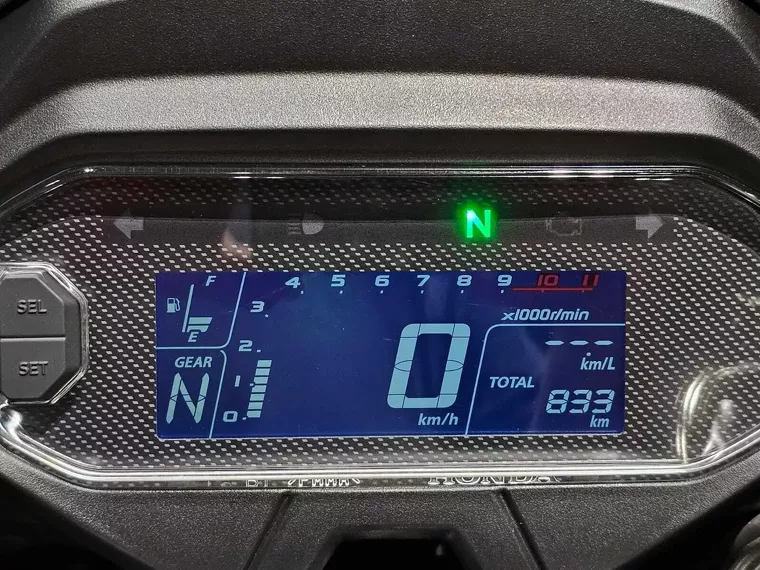 N
SEL
SET
F
E
GEAR
N
3
2
1
0
4 5 6 7 8 9 10 11
x1000r/min
0
km/h
---
km/L
TOTAL 833
km
HONDA